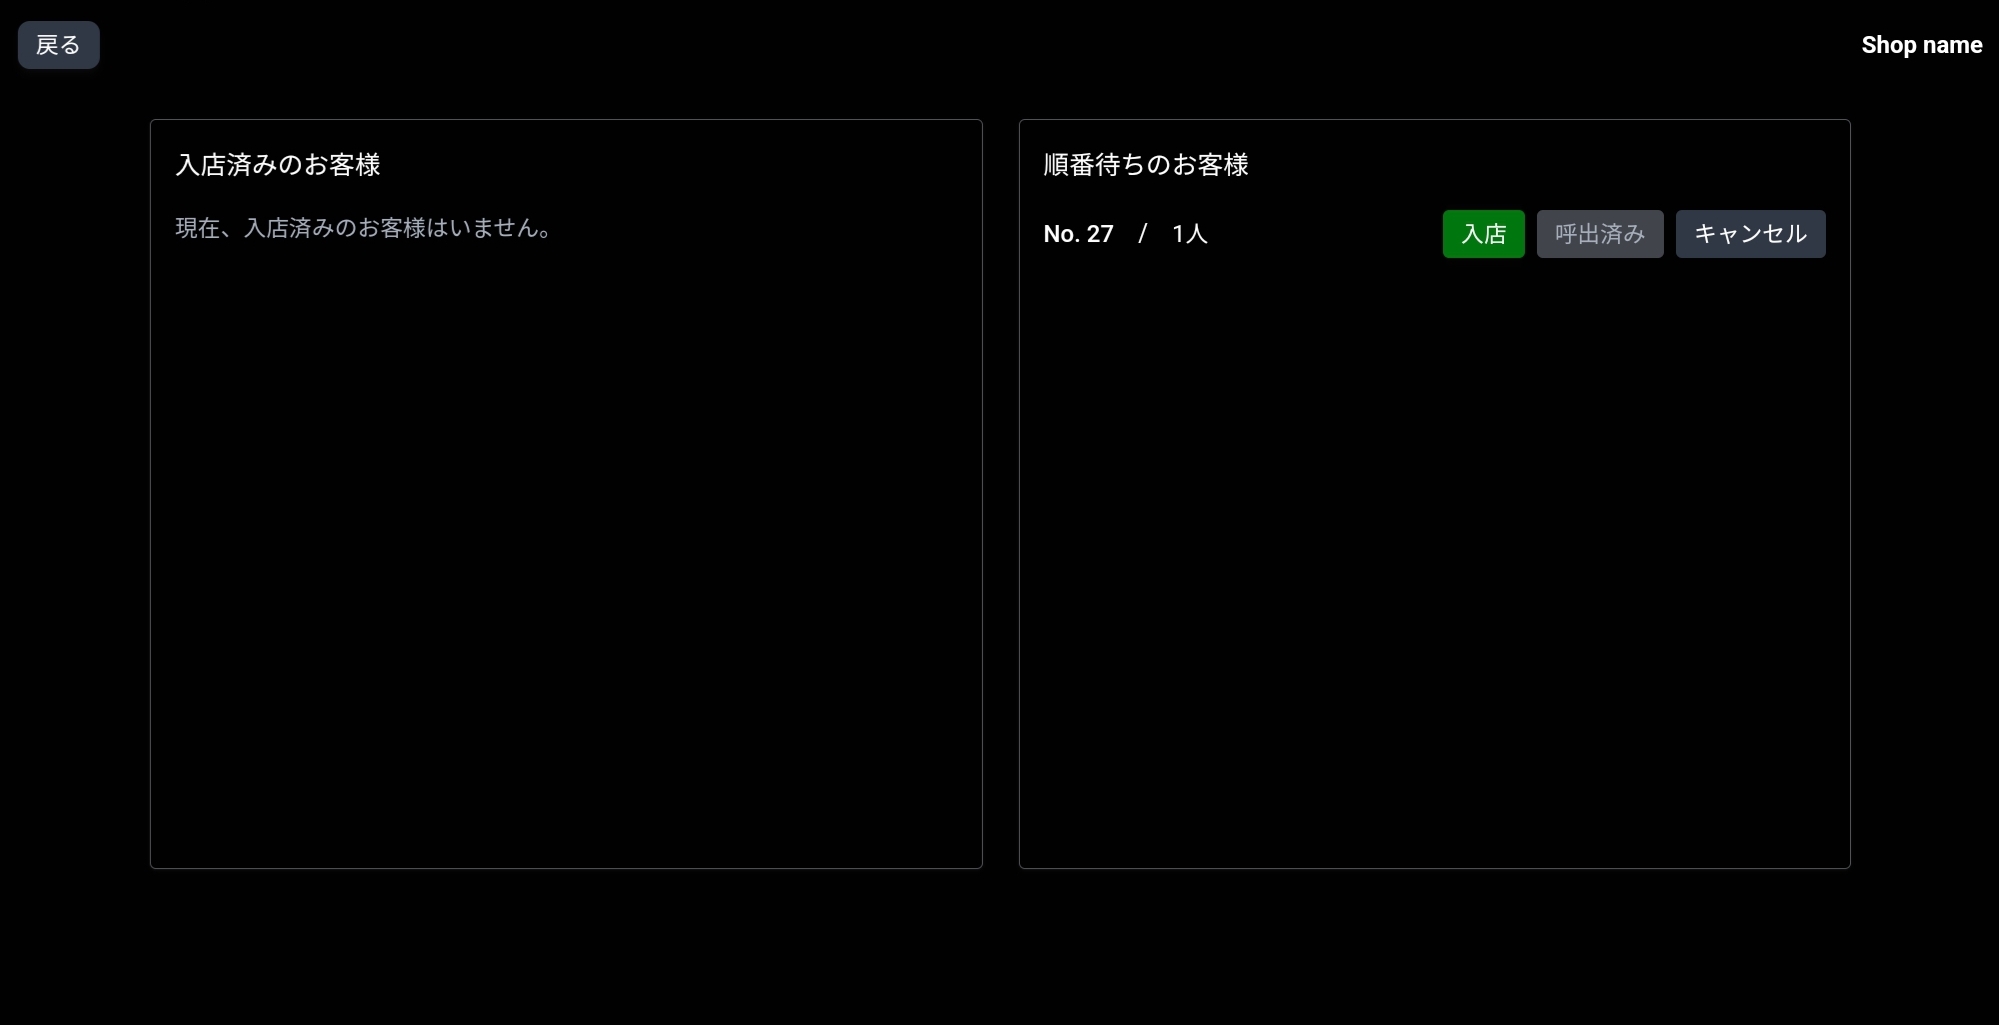 戻る
Shop name
入店済みのお客様
現在、入店済みのお客様はいません。
順番待ちのお客様
No. 27 / 1人
入店
呼出済み
キャンセル